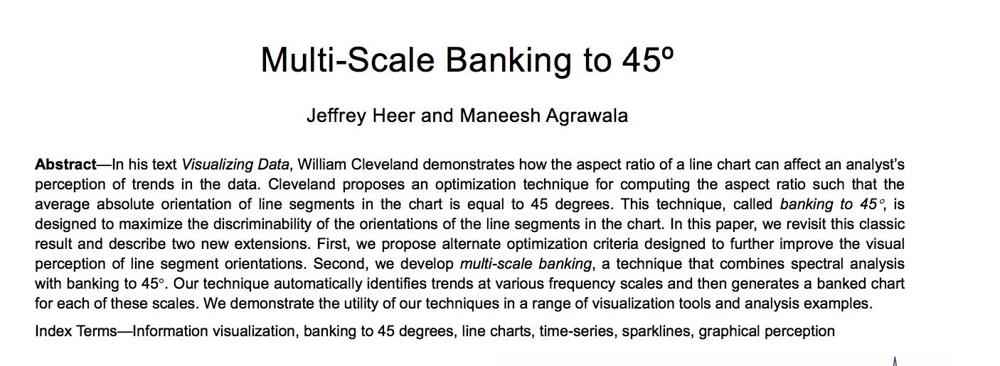 Multi-Scale Banking to 45º
Jeffrey Heer and Maneesh Agrawala
Abstract—In his text Visualizing Data, William Cleveland demonstrates how the aspect ratio of a line chart can affect an analyst’s
perception of trends in the data. Cleveland proposes an optimization technique for computing the aspect ratio such that the
average absolute orientation of line segments in the chart is equal to 45 degrees. This technique, called banking to 45°, is
designed to maximize the discriminability of the orientations of the line segments in the chart. In this paper, we revisit this classic
result and describe two new extensions. First, we propose alternate optimization criteria designed to further improve the visual
perception of line segment orientations. Second, we develop multi-scale banking, a technique that combines spectral analysis
with banking to 45°. Our technique automatically identifies trends at various frequency scales and then generates a banked chart
for each of these scales. We demonstrate the utility of our techniques in a range of visualization tools and analysis examples.
Index Terms—Information visualization, banking to 45 degrees, line charts, time-series, sparklines, graphical perception